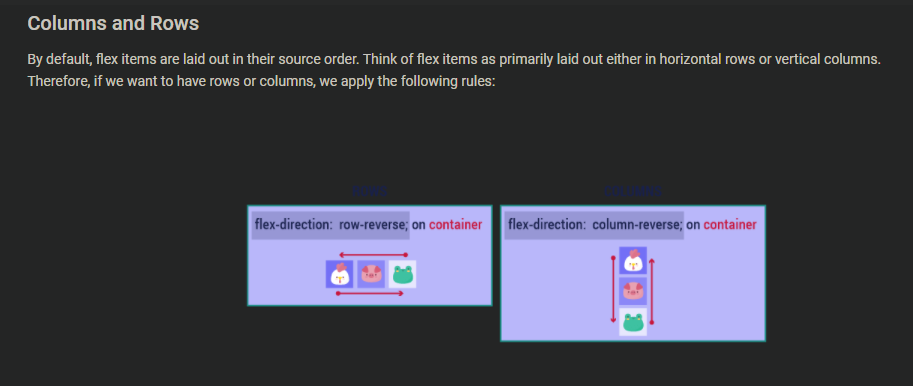 Columns and Rows
By default, flex items are laid out in their source order. Think of flex items as primarily laid out either in horizontal rows or vertical columns.
Therefore, if we want to have rows or columns, we apply the following rules:
flex-direction: row-reverse; on container
flex-direction: column-reverse; on container